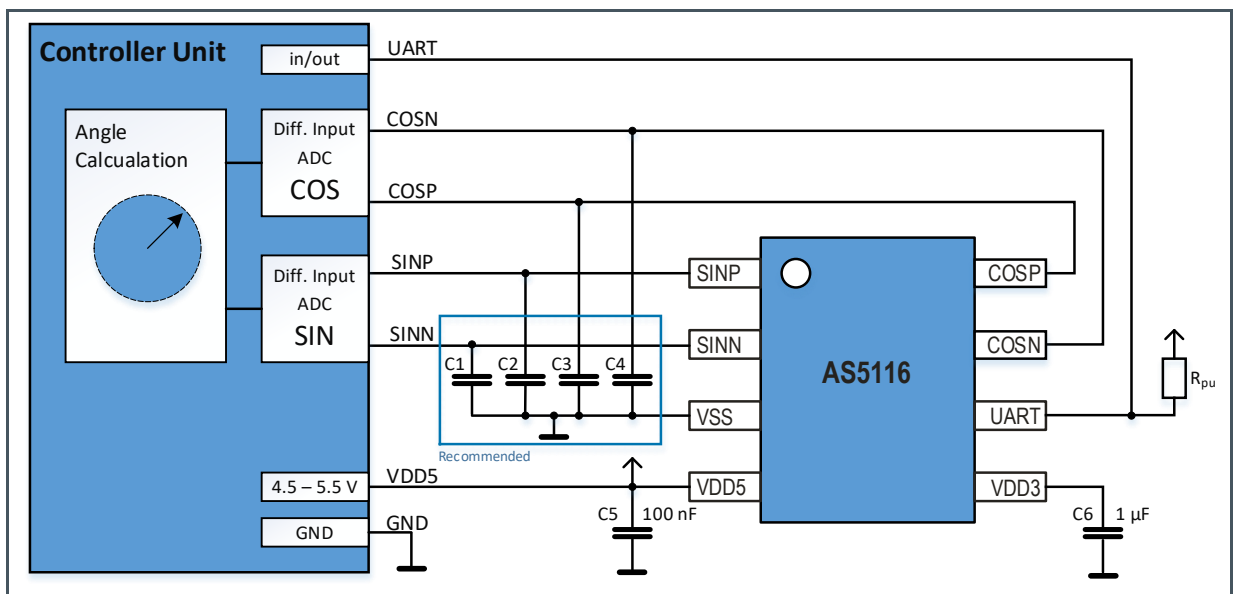 Controller Unit
in/out
UART
Angle
Calcualation
Diff. Input
ADC
COS
COSN
COSP
Diff. Input
ADC
SIN
SINP
SINN
C1
C2
C3
C4
Recommended
4.5 – 5.5 V
VDD5
GND
GND
C5
100 nF
SINP
SINN
VSS
VDD5
AS5116
COSP
COSN
UART
VDD3
Rpu
C6
1 µF